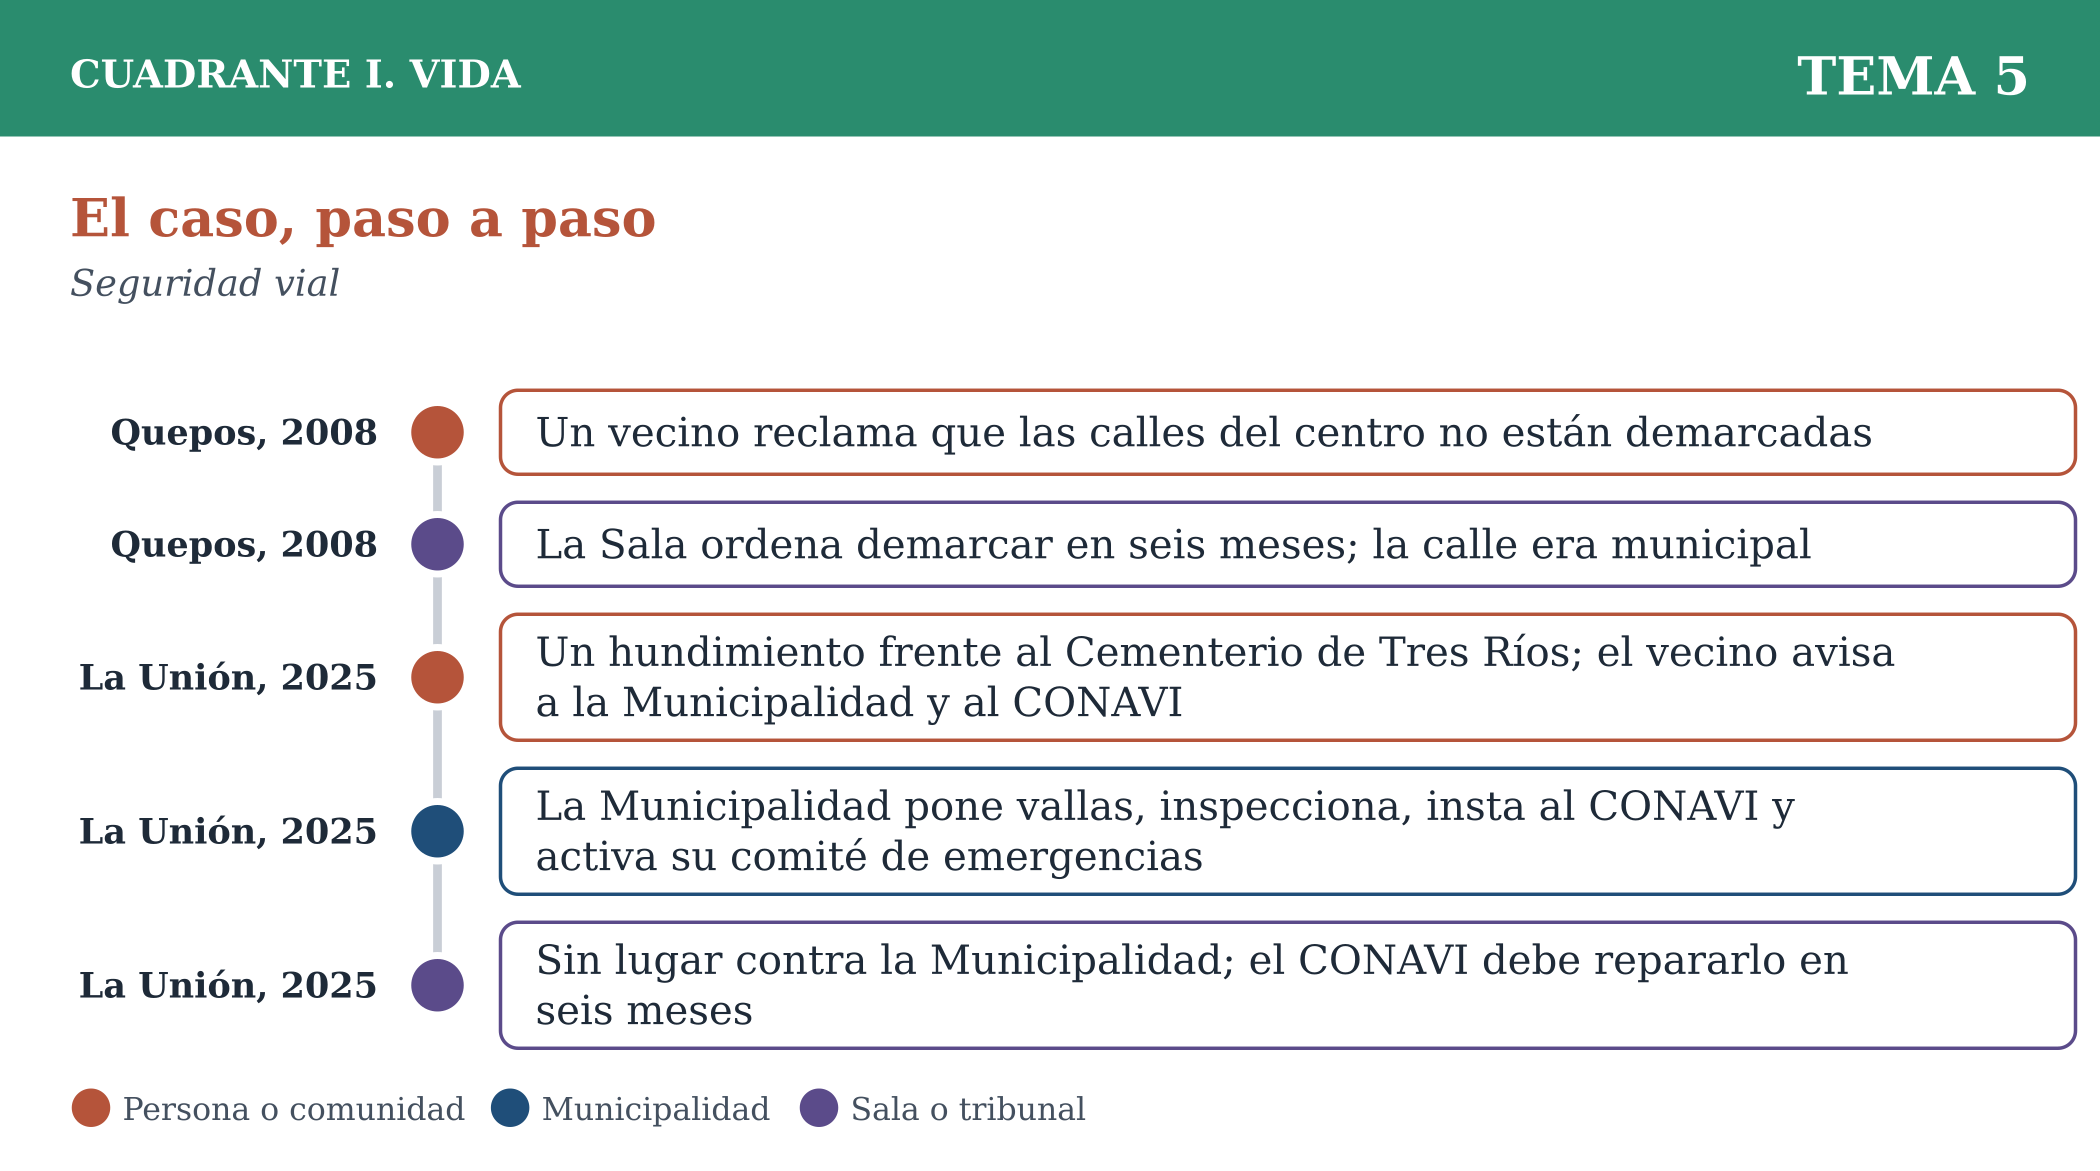 CUADRANTE I. VIDA
TEMA 5
El caso, paso a paso
Seguridad vial
Quepos, 2008
Un vecino reclama que las calles del centro no están demarcadas
Quepos, 2008
La Sala ordena demarcar en seis meses; la calle era municipal
La Unión, 2025
Un hundimiento frente al Cementerio de Tres Ríos; el vecino avisa
a la Municipalidad y al CONAVI
La Unión, 2025
La Municipalidad pone vallas, inspecciona, insta al CONAVI y
activa su comité de emergencias
La Unión, 2025
Sin lugar contra la Municipalidad; el CONAVI debe repararlo en
seis meses
Persona o comunidad
Municipalidad
Sala o tribunal